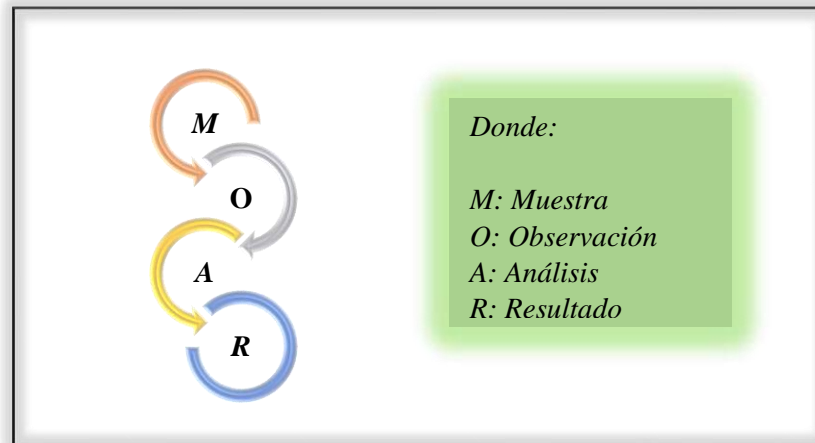 M
O
A
R
Donde:
M: Muestra
O: Observación
A: Análisis
R: Resultado